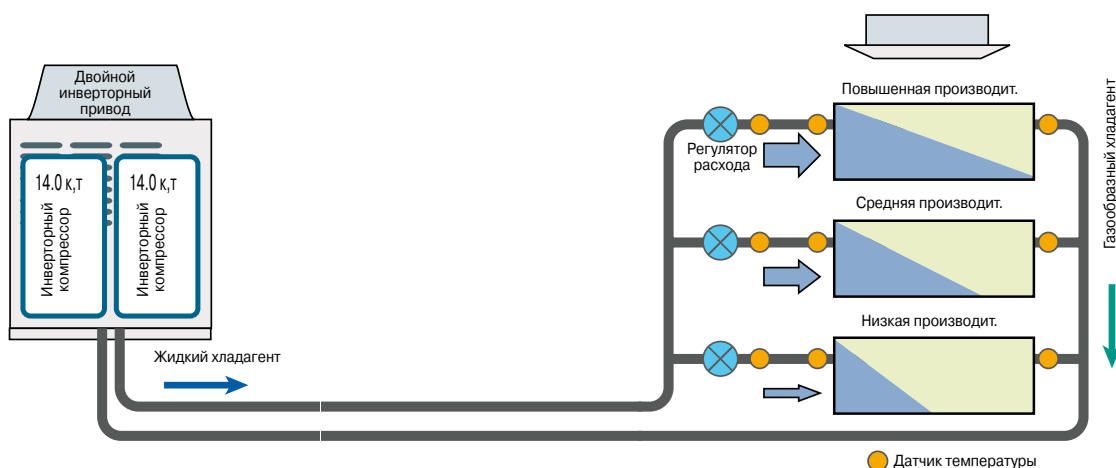 Двойной
инверторный
привод
14.0 к,т
Инверторный
компрессор
14.0 к,т
Инверторный
компрессор
Жидкий хладагент
Повышенная производит.
Регулятор
расхода
Средняя производит.
Низкая производит.
Газообразный хладагент
Датчик температуры